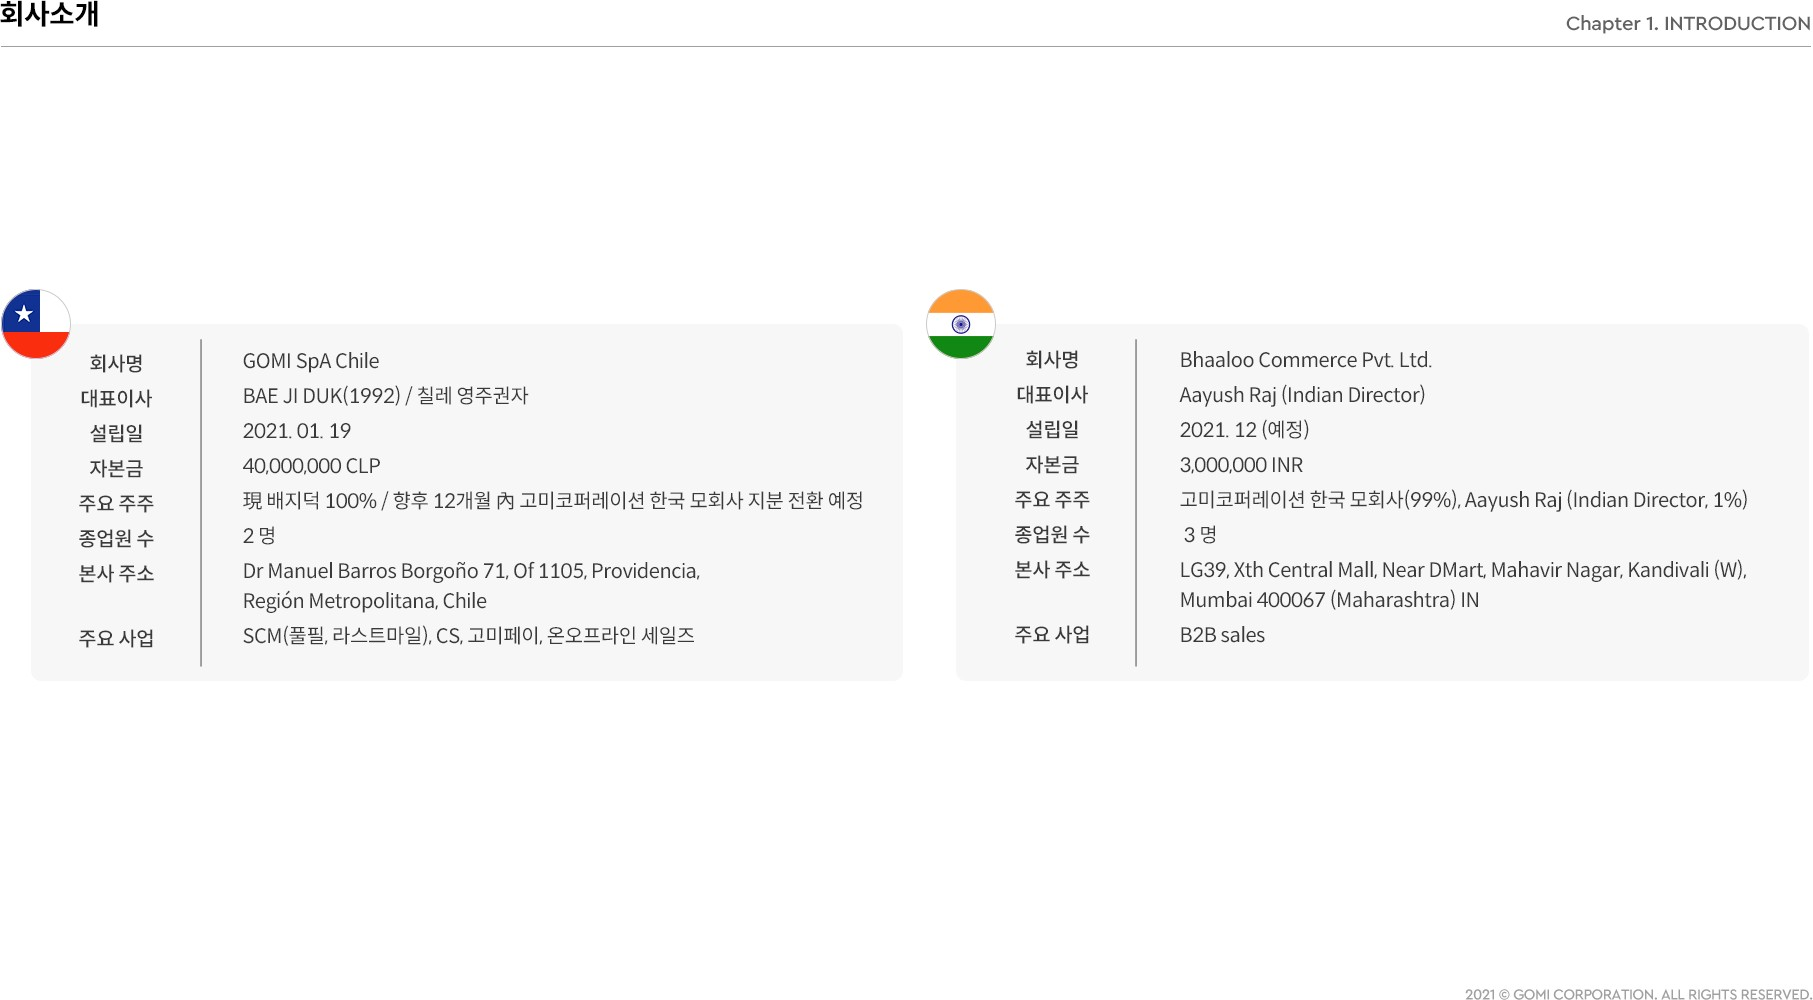 회사소개
Chapter 1. INTRODUCTION
회사명 GOMI SpA Chile
대표이사 BAE JI DUK(1992) / 칠레 영주권자
설립일 2021. 01. 19
자본금 40,000,000 CLP
주요 주주 現 배지덕 100% / 향후 12개월 內 고미코퍼레이션 한국 모회사 지분 전환 예정
종업원 수 2 명
본사 주소 Dr Manuel Barros Borgoño 71, Of 1105, Providencia,
Región Metropolitana, Chile
주요 사업 SCM(풀필, 라스트마일), CS, 고미페이, 온오프라인 세일즈
회사명 Bhaaloo Commerce Pvt. Ltd.
대표이사 Aayush Raj (Indian Director)
설립일 2021. 12 (예정)
자본금 3,000,000 INR
주요 주주 고미코퍼레이션 한국 모회사(99%), Aayush Raj (Indian Director, 1%)
종업원 수 3 명
본사 주소 LG39, Xth Central Mall, Near DMart, Mahavir Nagar, Kandivali (W),
Mumbai 400067 (Maharashtra) IN
주요 사업 B2B sales
2021 © GOMI CORPORATION. ALL RIGHTS RESERVED.